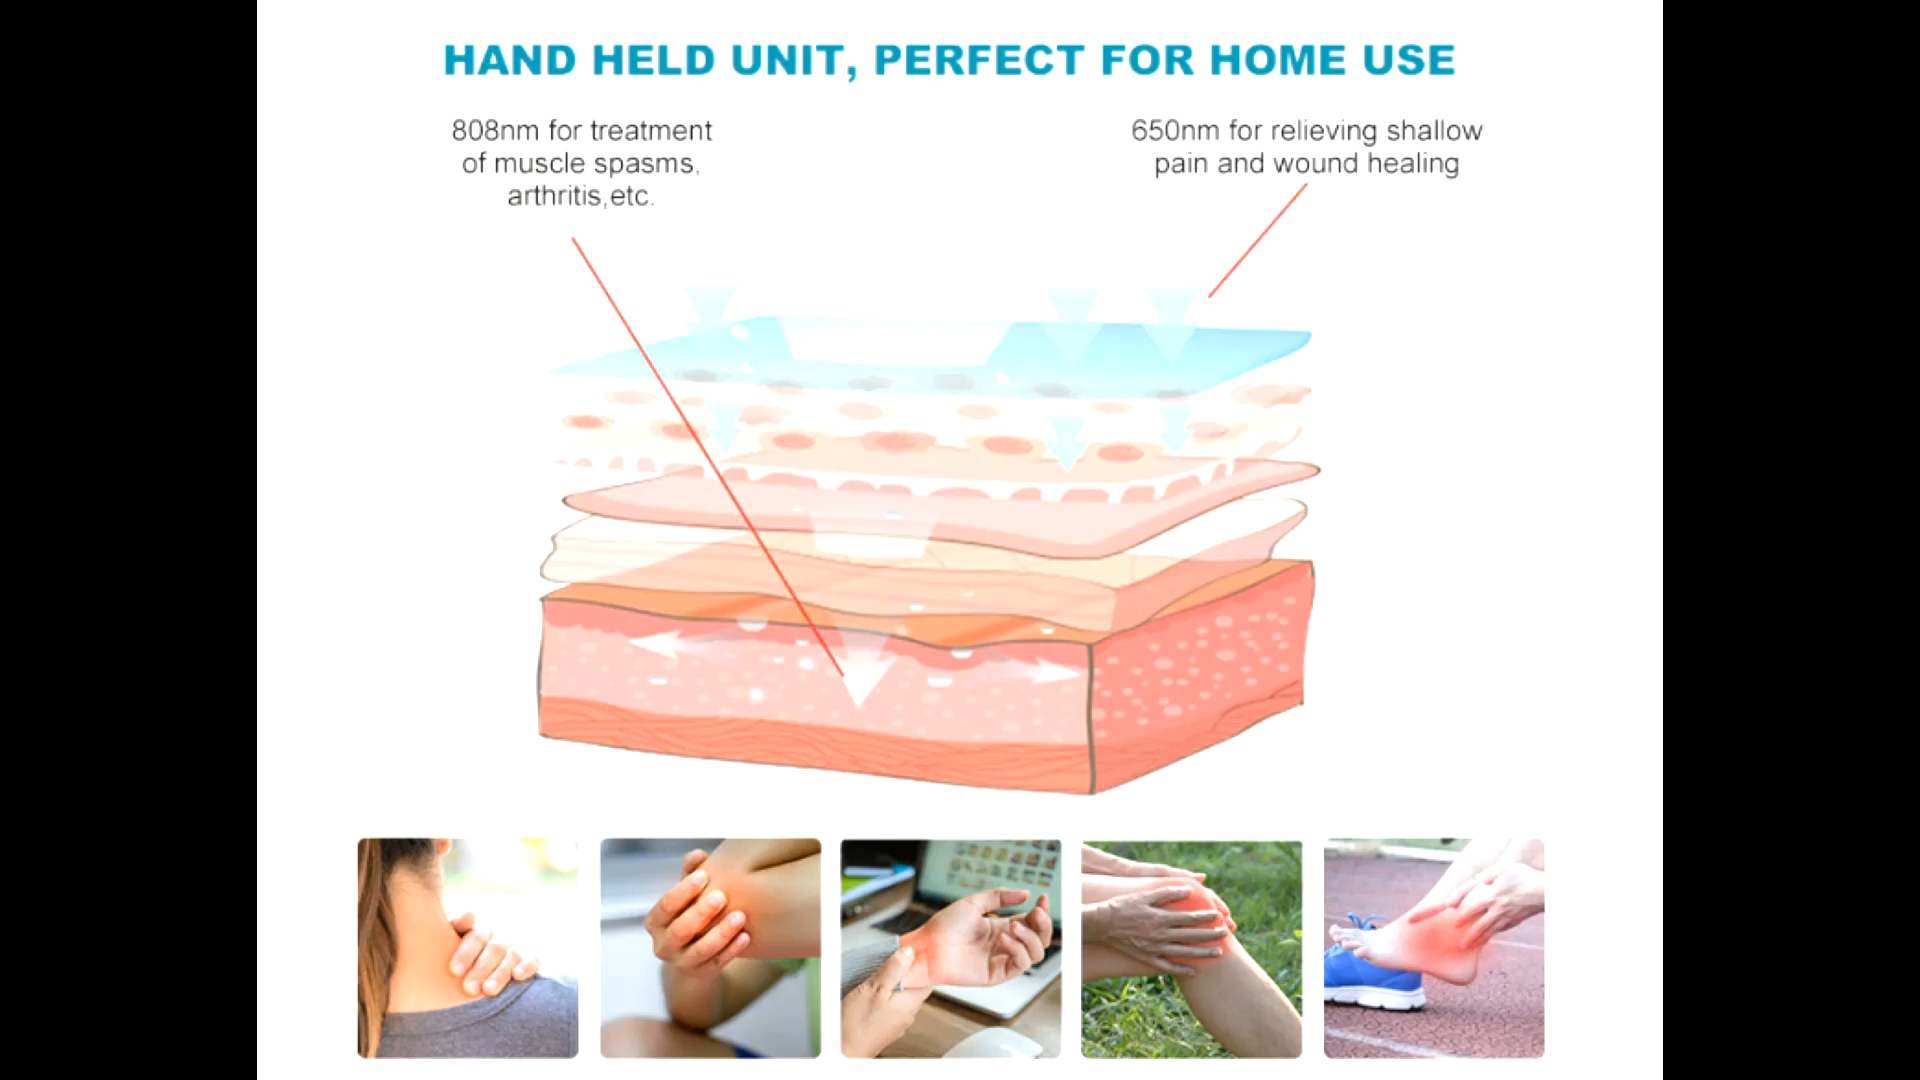 HAND HELD UNIT, PERFECT FOR HOME USE
808nm for treatment
of muscle spasms,
arthritis,etc.
650nm for relieving shallow
pain and wound healing